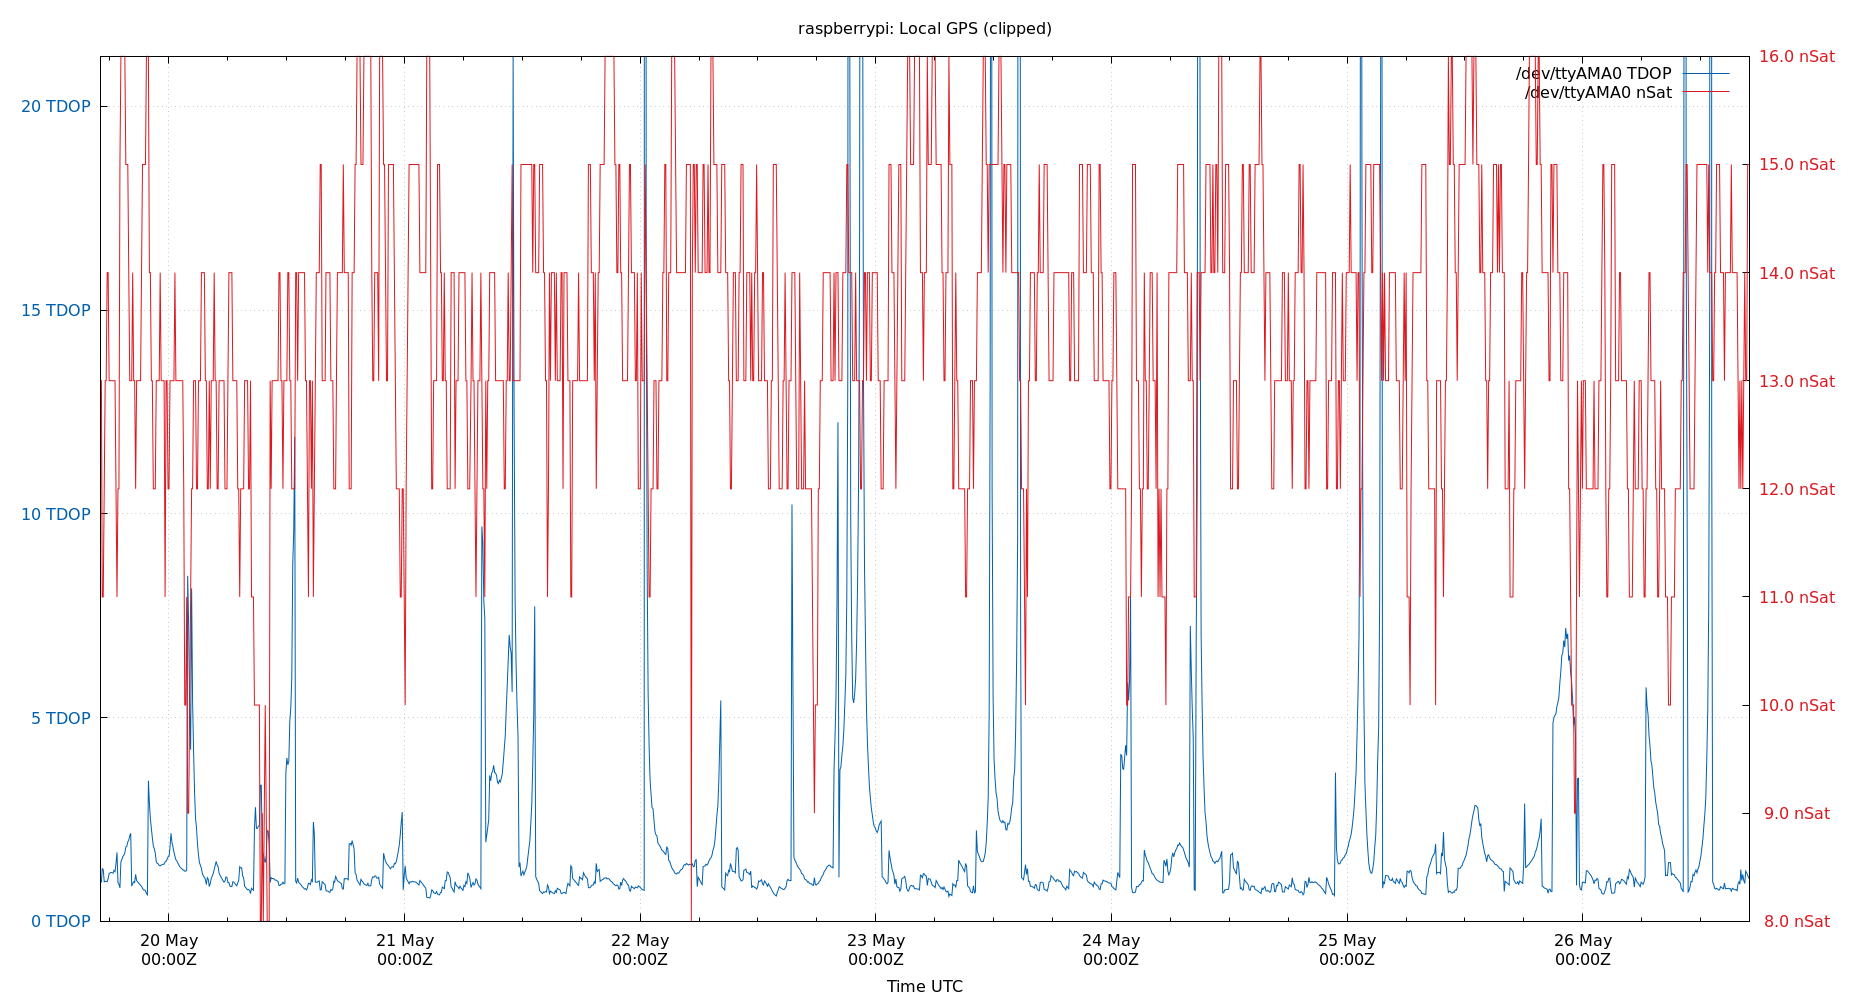 raspberrypi: Local GPS (clipped)
16.0 nSat
/dev/ttyAMA0 TDOP
/dev/ttyAMA0 nSat
20 TDOP
15.0 nSat
14.0 nSat
15 TDOP
13.0 nSat
12.0 nSat
10 TDOP
11.0 nSat
10.0 nSat
5 TDOP
9.0 nSat
0 TDOP
8.0 nSat
20 May
00:00Z
21 May
00:00Z
22 May
00:00Z
23 May
00:00Z
24 May
00:00Z
25 May
00:00Z
26 May
00:00Z
Time UTC